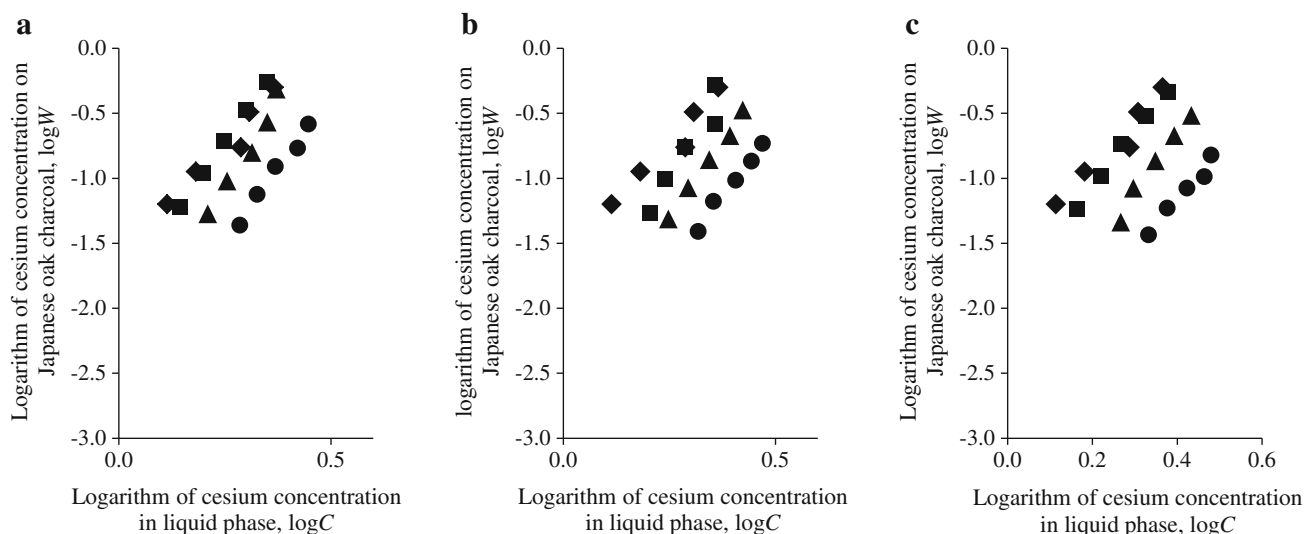 a
Logarithm of cesium concentration on
Japanese oak charcoal, logW
0.0
-0.5
-1.0
-1.5
-2.0
-2.5
-3.0
0.0
0.5
Logarithm of cesium concentration
in liquid phase, logC
b
logarithm of cesium concentration on
Japanese oak charcoal, logW
0.0
-0.5
-1.0
-1.5
-2.0
-2.5
-3.0
0.0
0.5
Logarithm of cesium concentration
in liquid phase, logC
c
Logarithm of cesium concentration on
Japanese oak charcoal, logW
0.0
-0.5
-1.0
-1.5
-2.0
-2.5
-3.0
0.0
0.2
0.4
0.6
Logarithm of cesium concentration
in liquid phase, logC